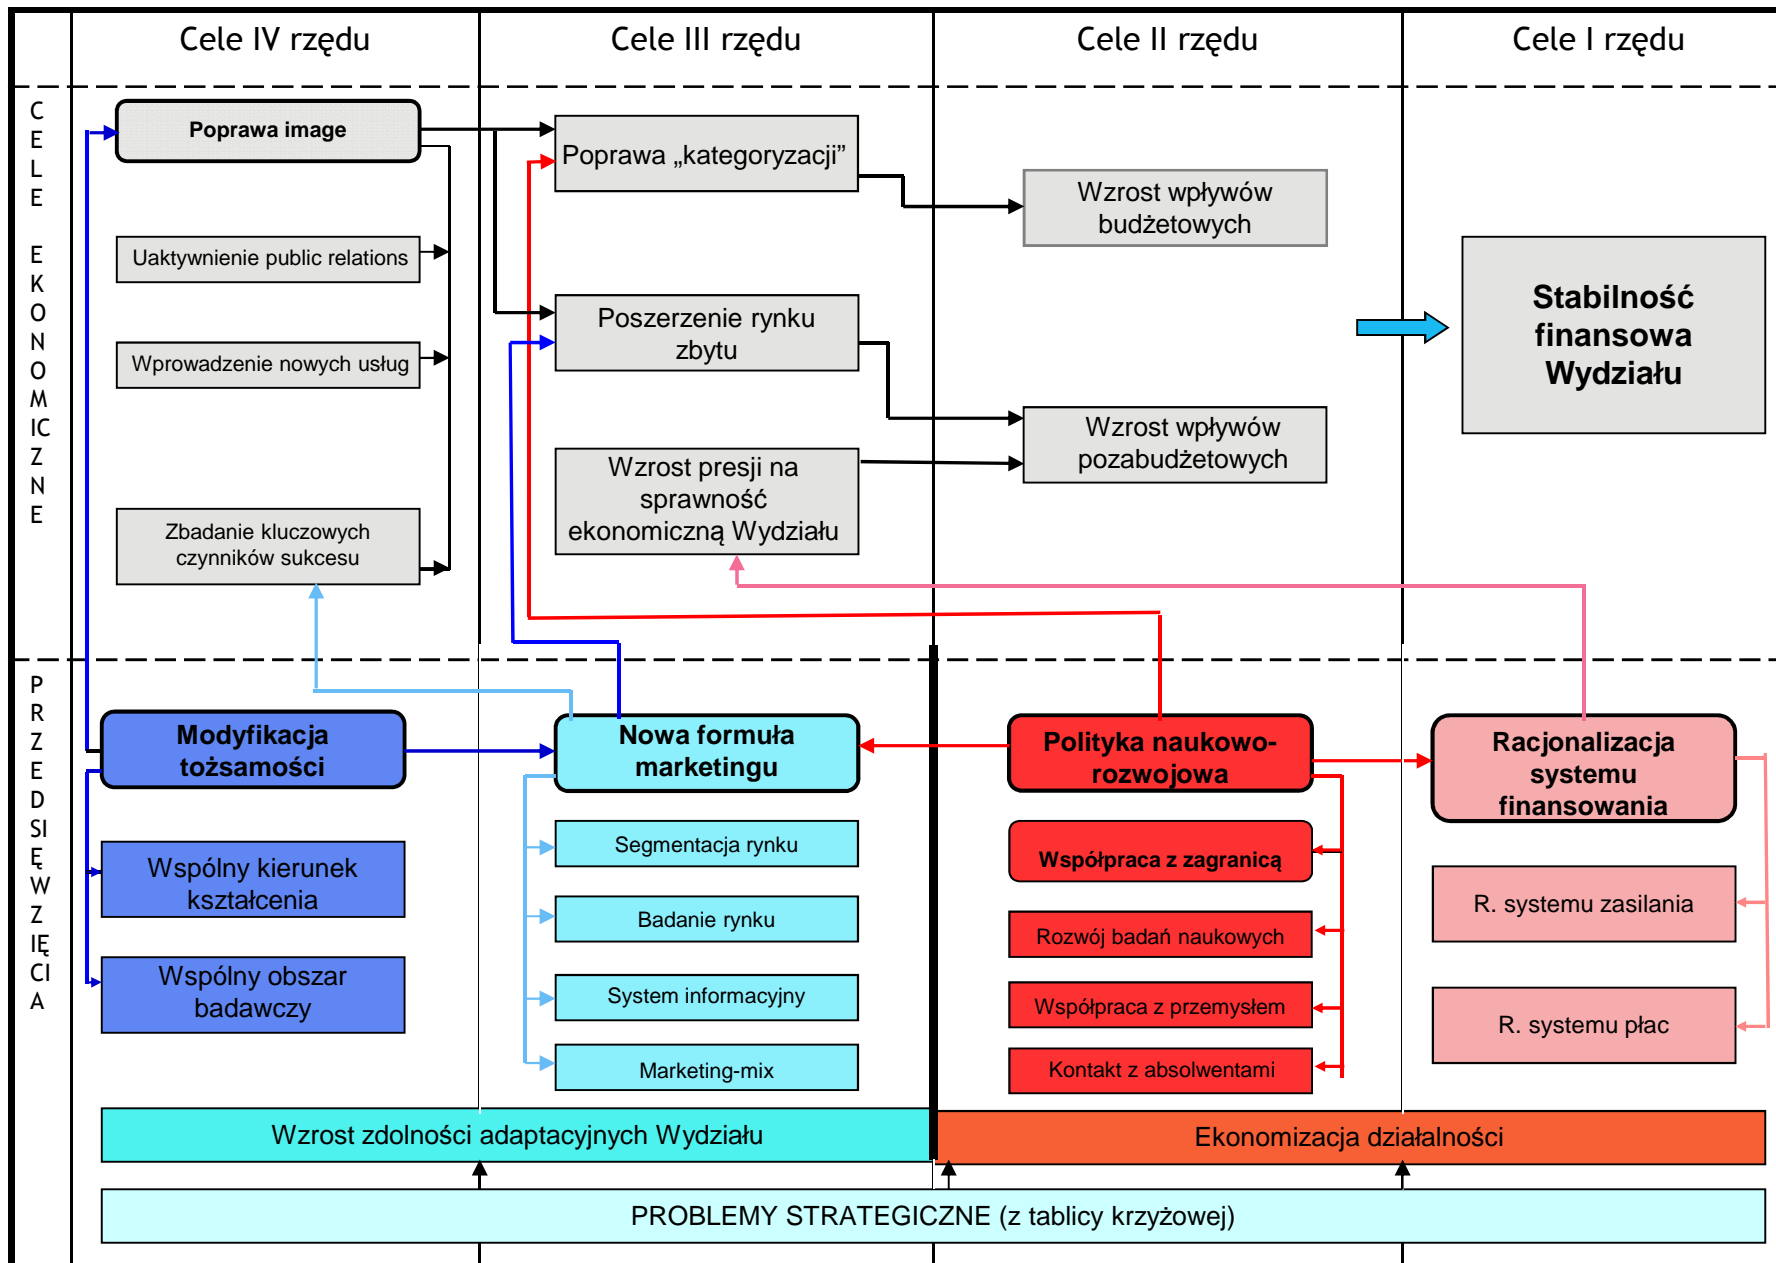 Cele IV rzędu
Cele III rzędu
Cele II rzędu
Cele I rzędu
C
E
L
E
E
K
O
N
O
M
IC
Z
N
E
Poprawa image
Uaktywnienie public relations
Wprowadzenie nowych usług
Zbadanie kluczowych
czynników sukcesu
Poprawa „kategoryzacji”
Poszerzenie rynku
zbytu
Wzrost presji na
sprawność
ekonomiczną Wydziału
Wzrost wpływów
budżetowych
Wzrost wpływów
pozabudżetowych
Stabilność
finansowa
Wydziału
P
R
Z
E
D
SI
Ę
W
Z
IĘ
CI
A
Modyfikacja
tożsamości
Wspólny kierunek
kształcenia
Wspólny obszar
badawczy
Nowa formuła
marketingu
Segmentacja rynku
Badanie rynku
System informacyjny
Marketing-mix
Polityka naukowo-
rozwojowa
Współpraca z zagranicą
Rozwój badań naukowych
Współpraca z przemysłem
Kontakt z absolwentami
Racjonalizacja
systemu
finansowania
R. systemu zasilania
R. systemu płac
Wzrost zdolności adaptacyjnych Wydziału
Ekonomizacja działalności
PROBLEMY STRATEGICZNE (z tablicy krzyżowej)